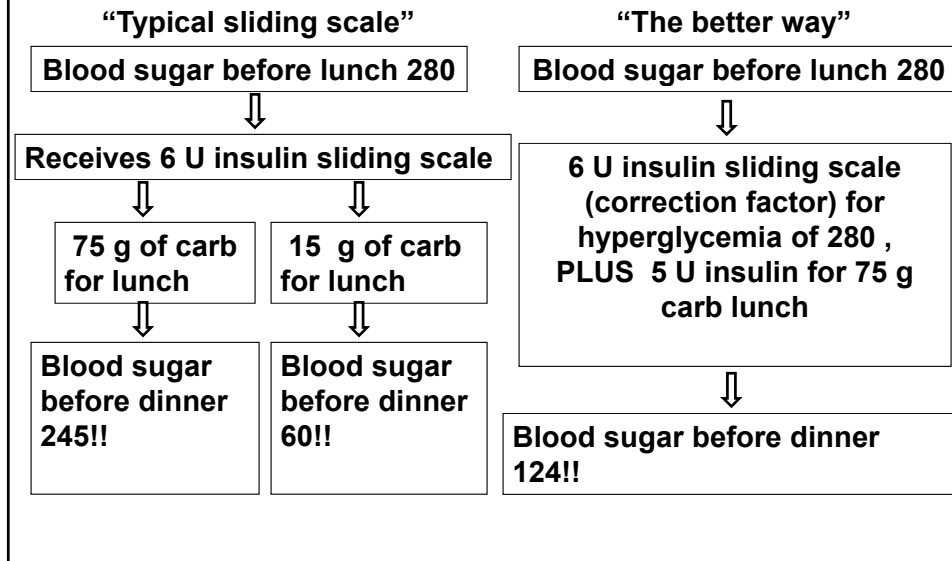 “Typical sliding scale”
Blood sugar before lunch 280
Receives 6 U insulin sliding scale
75 g of carb
for lunch
15 g of carb
for lunch
Blood sugar
before dinner
245!!
Blood sugar
before dinner
60!!
“The better way”
Blood sugar before lunch 280
6 U insulin sliding scale
(correction factor) for
hyperglycemia of 280 ,
PLUS 5 U insulin for 75 g
carb lunch
Blood sugar before dinner
124!!